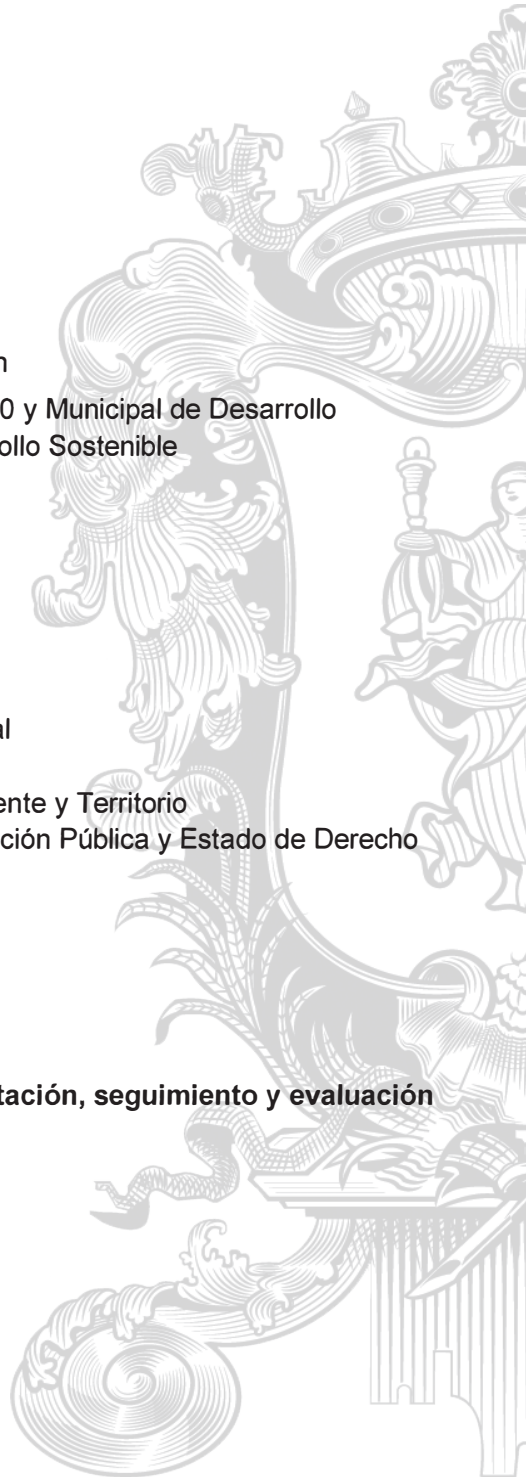 n
0 y Municipal de Desarrollo
ollo Sostenible
al
ente y Territorio
ción Pública y Estado de Derecho
tación, seguimiento y evaluación